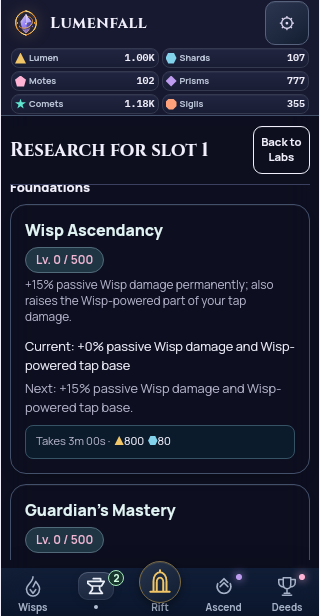 LUMENFALL
Lumen 1.00K
Shards 107
Motes 102
Prisms 777
Comets 1.18K
Sigils 355
RESEARCH FOR SLOT 1
Back to
Labs
Foundations
Wisp Ascendancy
Lv. 0 / 500
+15% passive Wisp damage permanently; also
raises the Wisp-powered part of your tap
damage.
Current: +0% passive Wisp damage and Wisp-
powered tap base
Next: +15% passive Wisp damage and Wisp-
powered tap base.
Takes 3m 00s · 800 80
Guardian's Mastery
Lv. 0 / 500
2
Wisps
Rift
Ascend
Deeds